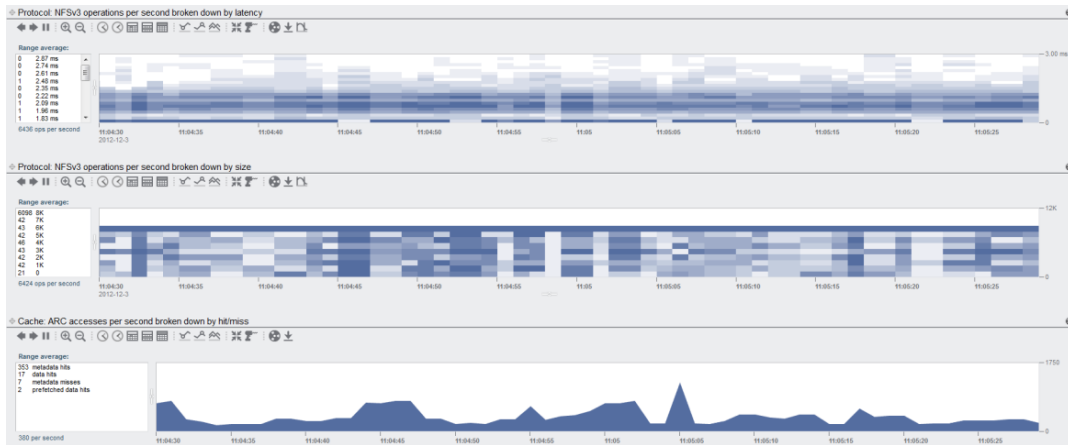 Protocol: NFSv3 operations per second broken down by latency
Range average:
0 2.87 ms
0 2.74 ms
0 2.61 ms
1 2.48 ms
0 2.35 ms
0 2.22 ms
1 2.09 ms
1 1.96 ms
1 1.83 ms
6436 ops per second
3.00 ms
0
11:04:30 11:04:35 11:04:40 11:04:45 11:04:50 11:04:55 11:05 11:05:05 11:05:10 11:05:15 11:05:20 11:05:25
2012-12-3
Protocol: NFSv3 operations per second broken down by size
Range average:
6098 8K
42 7K
43 6K
42 5K
46 4K
43 3K
42 2K
42 1K
21 0
6424 ops per second
12K
0
11:04:30 11:04:35 11:04:40 11:04:45 11:04:50 11:04:55 11:05 11:05:05 11:05:10 11:05:15 11:05:20 11:05:25
2012-12-3
Cache: ARC accesses per second broken down by hit/miss
Range average:
353 metadata hits
17 data hits
7 metadata misses
2 prefetched data hits
380 per second
1750
0
11:04:30 11:04:35 11:04:40 11:04:45 11:04:50 11:04:55 11:05 11:05:05 11:05:10 11:05:15 11:05:20 11:05:25